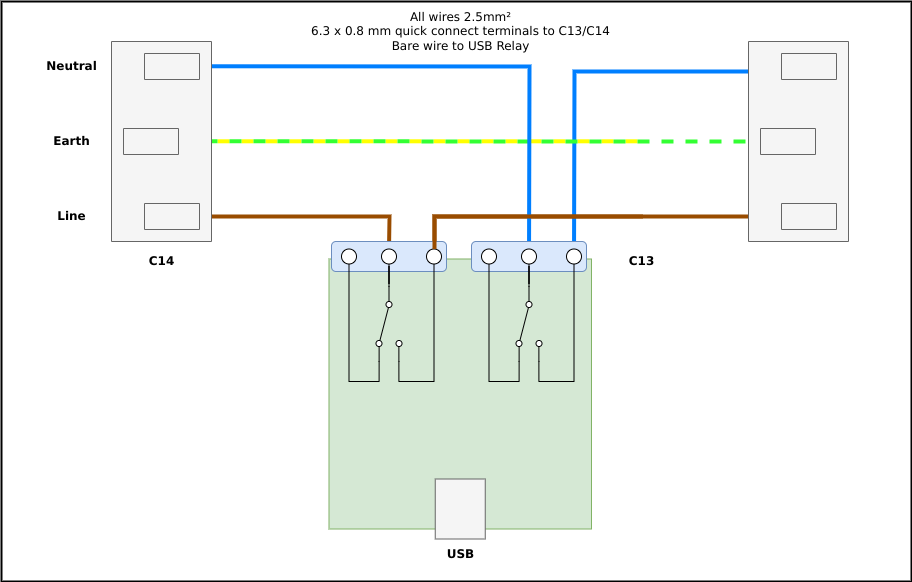 All wires 2.5mm²
6.3 x 0.8 mm quick connect terminals to C13/C14
Bare wire to USB Relay
Neutral
Earth
Line
C14
C13
USB